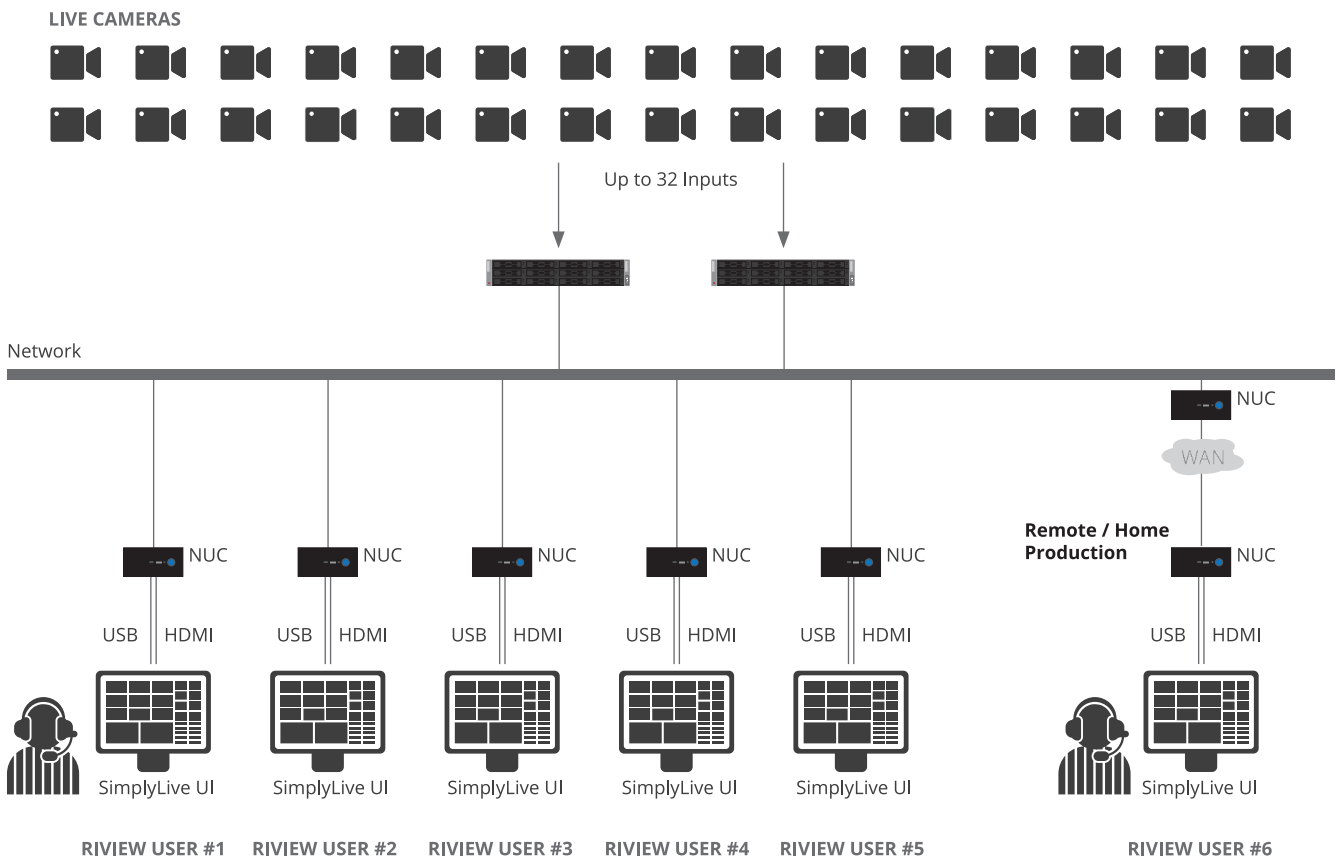 LIVE CAMERAS
Up to 32 Inputs
Network
NUC
WAN
Remote / Home
Production
NUC
NUC
NUC
NUC
NUC
NUC
USB
HDMI
USB
HDMI
USB
HDMI
USB
HDMI
USB
HDMI
USB
HDMI
SimplyLive UI
SimplyLive UI
SimplyLive UI
SimplyLive UI
SimplyLive UI
SimplyLive UI
RIVIEW USER #1
RIVIEW USER #2
RIVIEW USER #3
RIVIEW USER #4
RIVIEW USER #5
RIVIEW USER #6